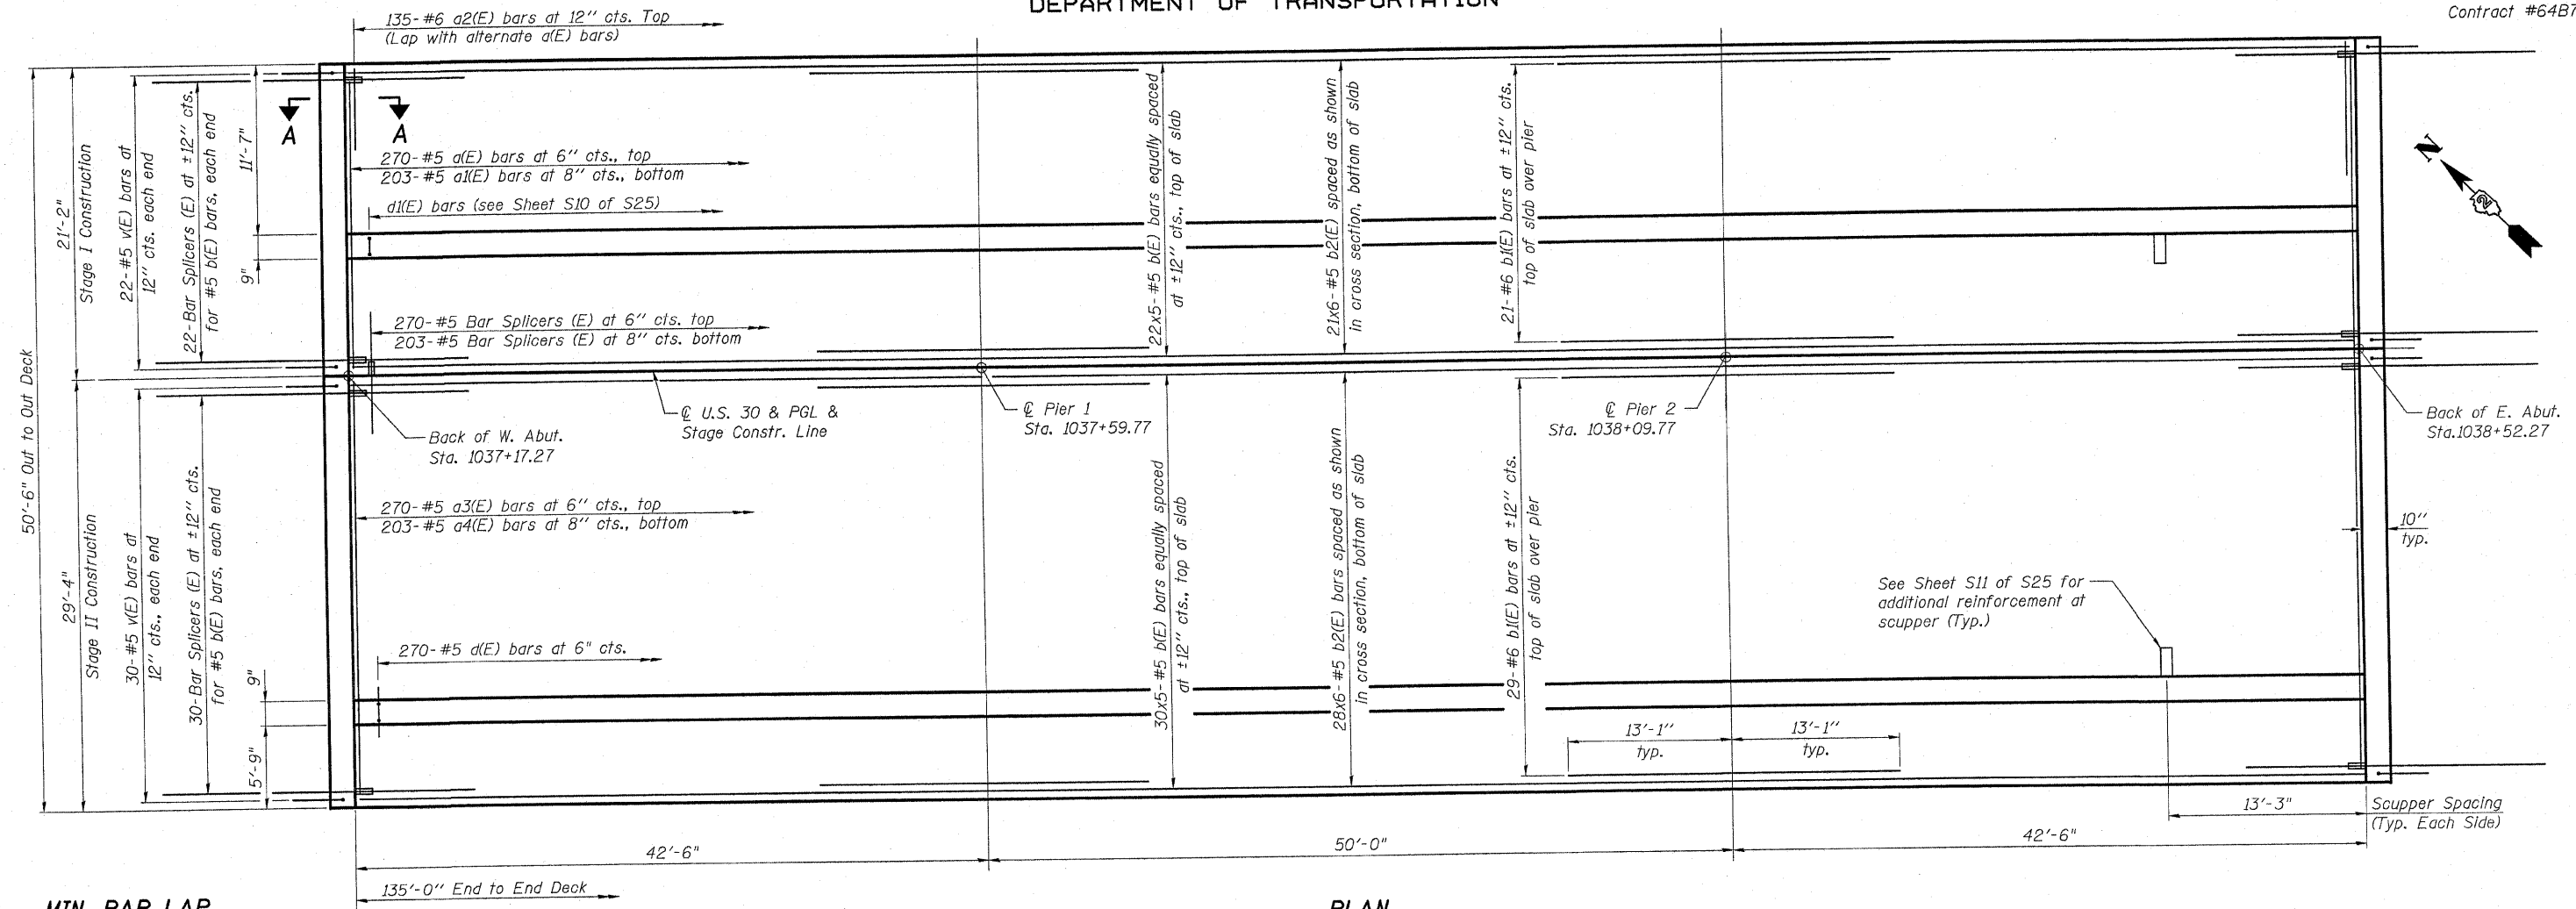 DEPARTMENT OF TRANSPORTATION
Contract #64B7
135-#6 a2(E) bars at 12" cts. Top
(Lap with alternate a(E) bars)
50'-6" Out to Out Deck
21'-2"
Stage I Construction
22-#5 v(E) bars at
12" cts. each end
22-Bar Splicers (E) at ±12" cts.
for #5 b(E) bars, each end
11'-7"
9"
A
A
270-#5 a(E) bars at 6" cts., top
203-#5 a1(E) bars at 8" cts., bottom
d1(E) bars (see Sheet S10 of S25)
270-#5 Bar Splicers (E) at 6" cts. top
203-#5 Bar Splicers (E) at 8" cts. bottom
22x5-#5 b(E) bars equally spaced
at ±12" cts., top of slab
21x6-#5 b2(E) spaced as shown
in cross section, bottom of slab
21-#6 b1(E) bars at ±12" cts.
top of slab over pier
N
2
℄ U.S. 30 & PGL &
Stage Constr. Line
Back of W. Abut.
Sta. 1037+17.27
℄ Pier 1
Sta. 1037+59.77
℄ Pier 2
Sta. 1038+09.77
Back of E. Abut.
Sta.1038+52.27
29'-4"
Stage II Construction
30-#5 v(E) bars at
12" cts., each end
30-Bar Splicers (E) at ±12" cts.
for #5 b(E) bars, each end
9"
5'-9"
270-#5 a3(E) bars at 6" cts., top
203-#5 a4(E) bars at 8" cts., bottom
270-#5 d(E) bars at 6" cts.
30x5-#5 b(E) bars equally spaced
at ±12" cts., top of slab
28x6-#5 b2(E) bars spaced as shown
in cross section, bottom of slab
29-#6 b1(E) bars at ±12" cts.
top of slab over pier
10"
typ.
See Sheet S11 of S25 for
additional reinforcement at
scupper (Typ.)
13'-1"
typ.
13'-1"
typ.
13'-3"
Scupper Spacing
(Typ. Each Side)
42'-6"
50'-0"
42'-6"
135'-0" End to End Deck
MIN. BAR LAP
PLAN